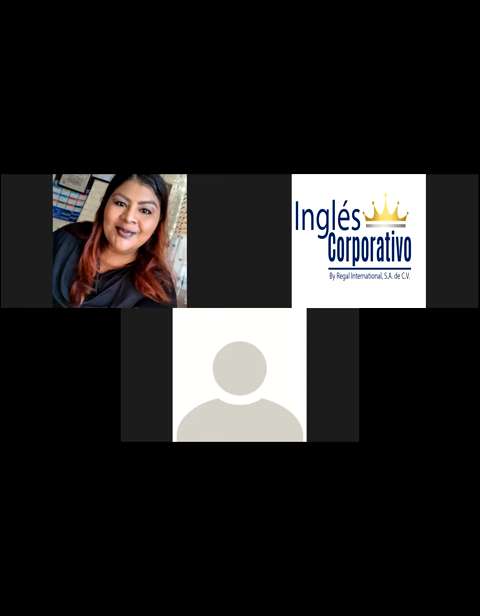 Inglés
Corporativo
By Regal International, S.A. de C.V.